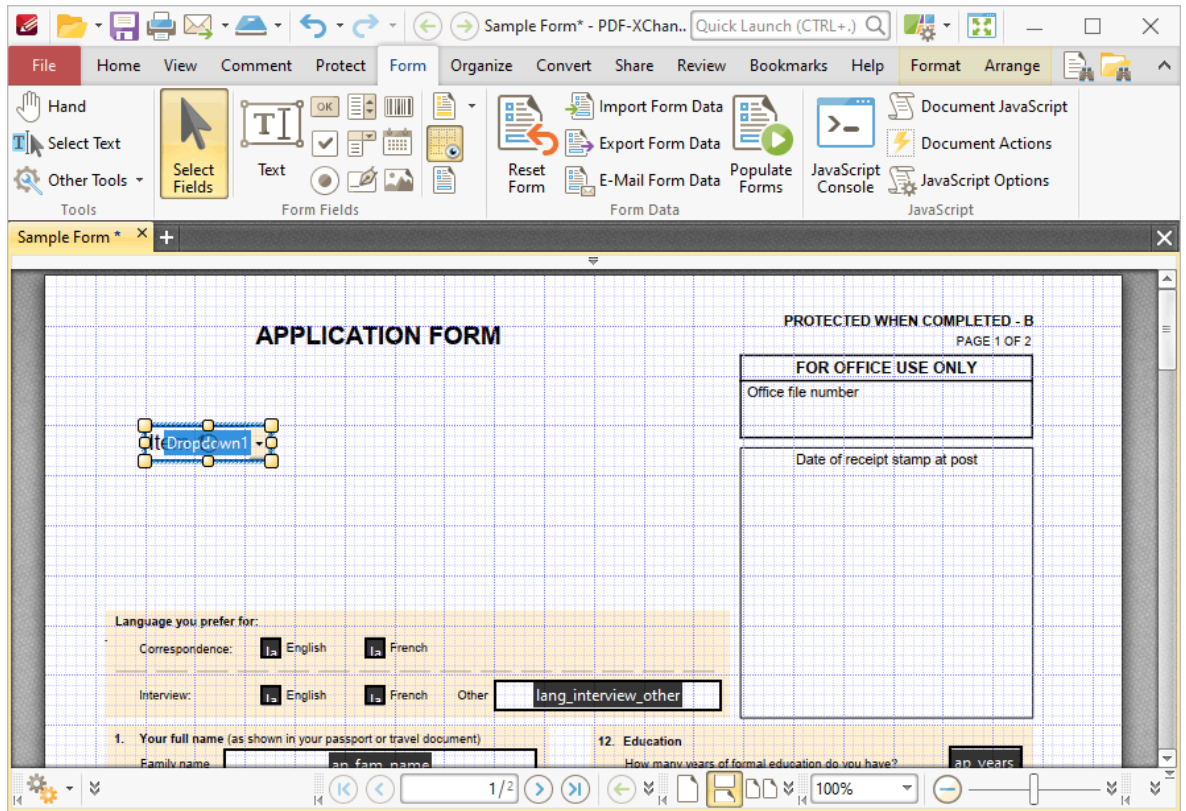 Sample Form* - PDF-XChan..
Quick Launch (CTRL+.)
File Home View Comment Protect Form Organize Convert Share Review Bookmarks Help Format Arrange
Hand
Select Text
Other Tools
Tools
Select Fields
Text
OK
Form Fields
Reset Form
Import Form Data
Export Form Data
E-Mail Form Data
Populate Forms
Form Data
JavaScript Console
Document JavaScript
Document Actions
JavaScript Options
JavaScript
Sample Form *
APPLICATION FORM
PROTECTED WHEN COMPLETED - B
PAGE 1 OF 2
FOR OFFICE USE ONLY
Office file number
Dropdown1
Date of receipt stamp at post
Language you prefer for:
Correspondence: la English la French
Interview: la English la French Other lang_interview_other
1. Your full name (as shown in your passport or travel document)
Family name ap_fam_name
12. Education
How many years of formal education do you have? ap_years
1/2
100%